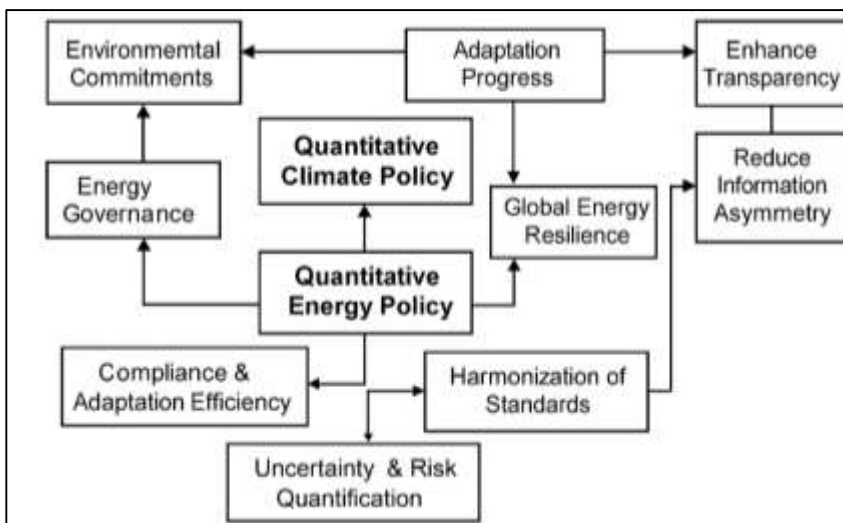 Environmemtal
Commitments
Adaptation
Progress
Enhance
Transparency
Quantitative
Climate Policy
Reduce
Information
Asymmetry
Energy
Governance
Global Energy
Resilience
Quantitative
Energy Policy
Compliance &
Adaptation Efficiency
Harmonization of
Standards
Uncertainty & Risk
Quantification